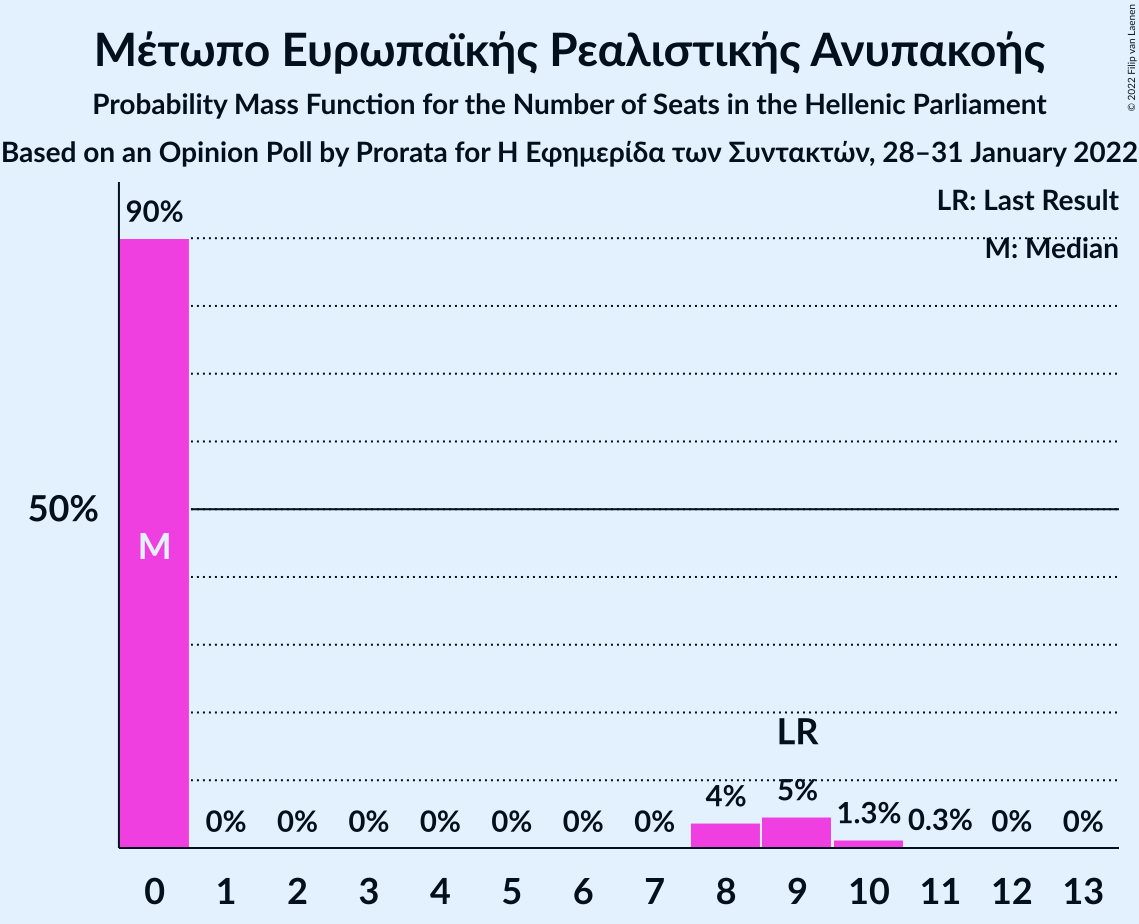 Μέτωπο Ευρωπαϊκής Ρεαλιστικής Ανυπακοής
Probability Mass Function for the Number of Seats in the Hellenic Parliament
Based on an Opinion Poll by Prorata for Η Εφημερίδα των Συντακτών, 28–31 January 2022
© 2022 Filip van Laenen
LR: Last Result
M: Median
90%
50%
M
LR
0% 0% 0% 0% 0% 0% 0% 4% 5% 1.3% 0.3% 0% 0%
0 1 2 3 4 5 6 7 8 9 10 11 12 13